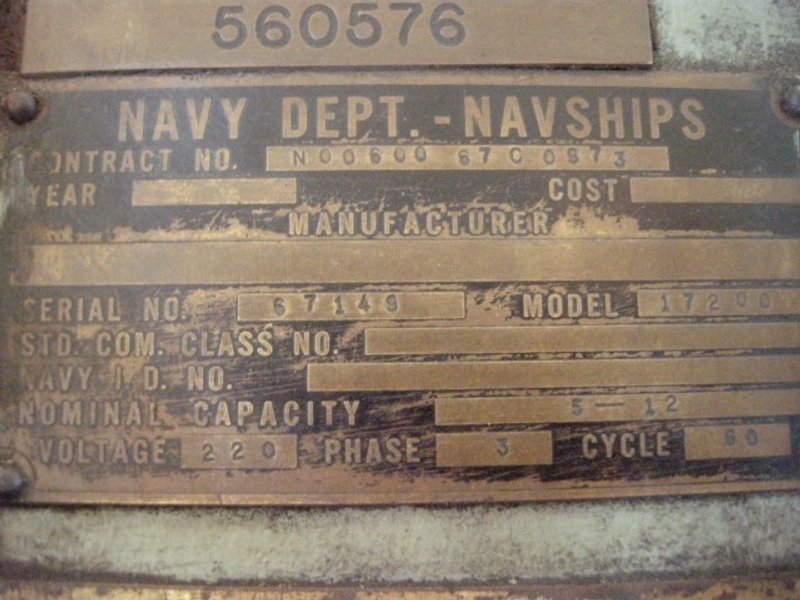 560576
NAVY DEPT. - NAVSHIPS
CONTRACT NO. N00600 67C0873
YEAR COST
MANUFACTURER
SERIAL NO. 67149 MODEL 17200
STD. COM. CLASS NO.
NAVY I.D. NO.
NOMINAL CAPACITY 5-12
VOLTAGE 220 PHASE 3 CYCLE 60